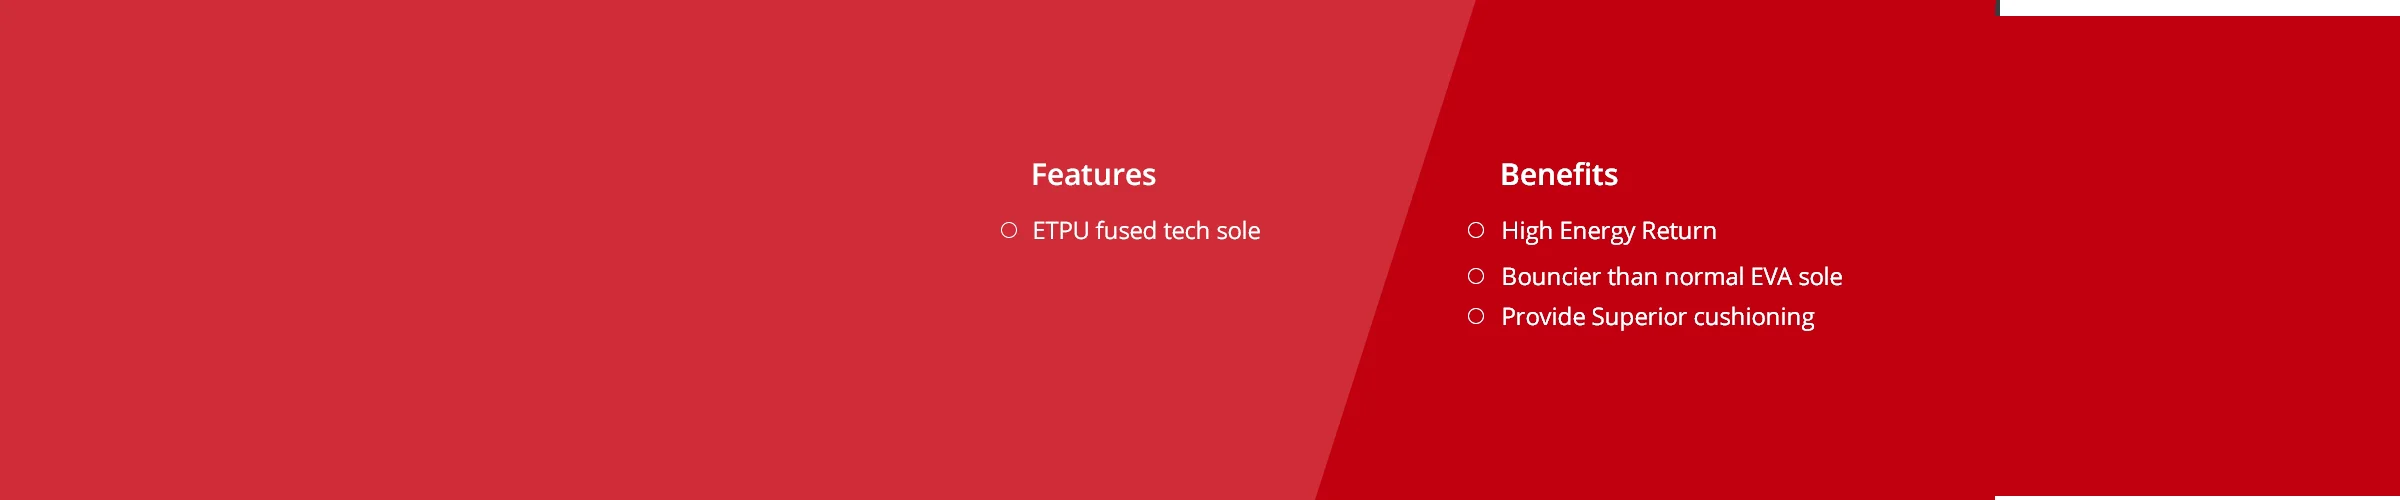 Features
ETPU fused tech sole
Benefits
High Energy Return
Bouncier than normal EVA sole
Provide Superior cushioning